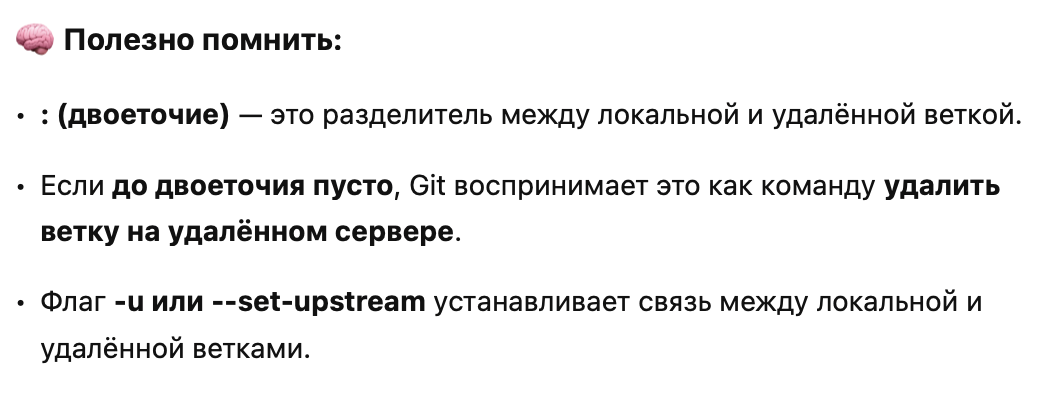 🧠 Полезно помнить:
• : (двоеточие) — это разделитель между локальной и удалённой веткой.
• Если до двоеточия пусто, Git воспринимает это как команду удалить
ветку на удалённом сервере.
• Флаг -u или --set-upstream устанавливает связь между локальной и
удалённой ветками.